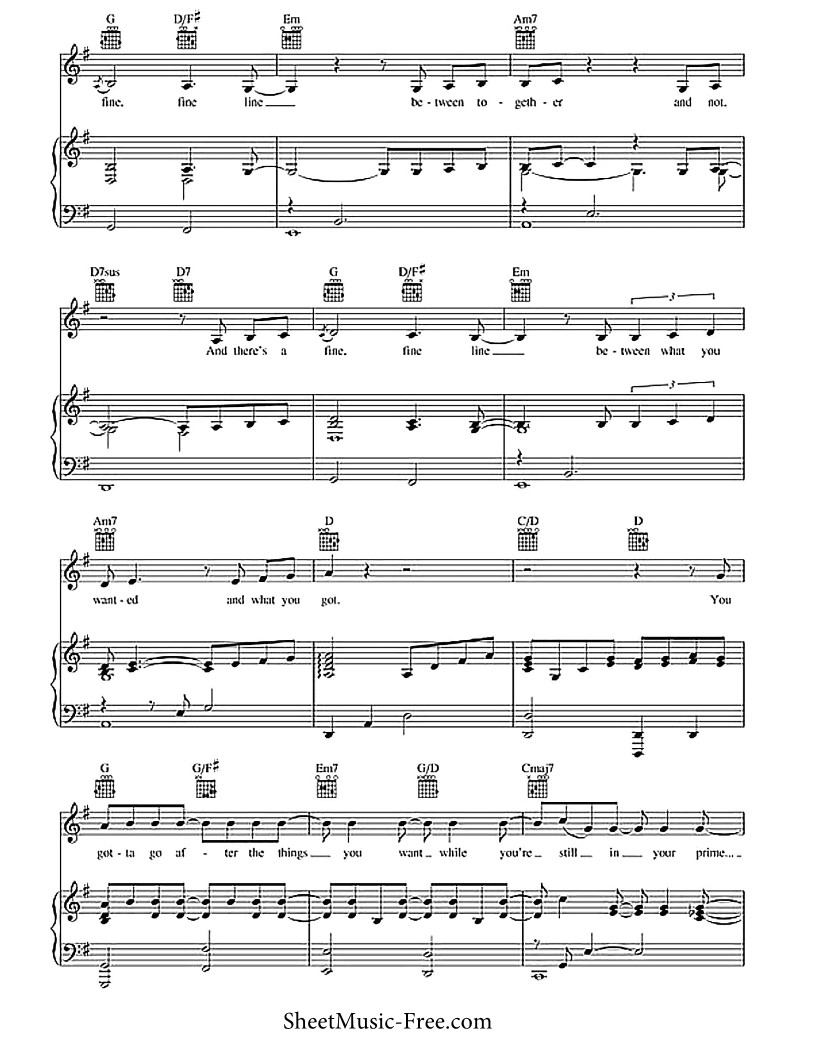 G D/F# Em Am7
fine. fine line be - tween to - geth - er and not.
D7sus D7 G D/F# Em
3
And there's a fine. fine line be - tween what you
3
Am7 D C/D D
want - ed and what you got. You
G G/F# Em7 G/D Cmaj7
got - ta go af - ter the things you want while you're still in your prime...
SheetMusic-Free.com